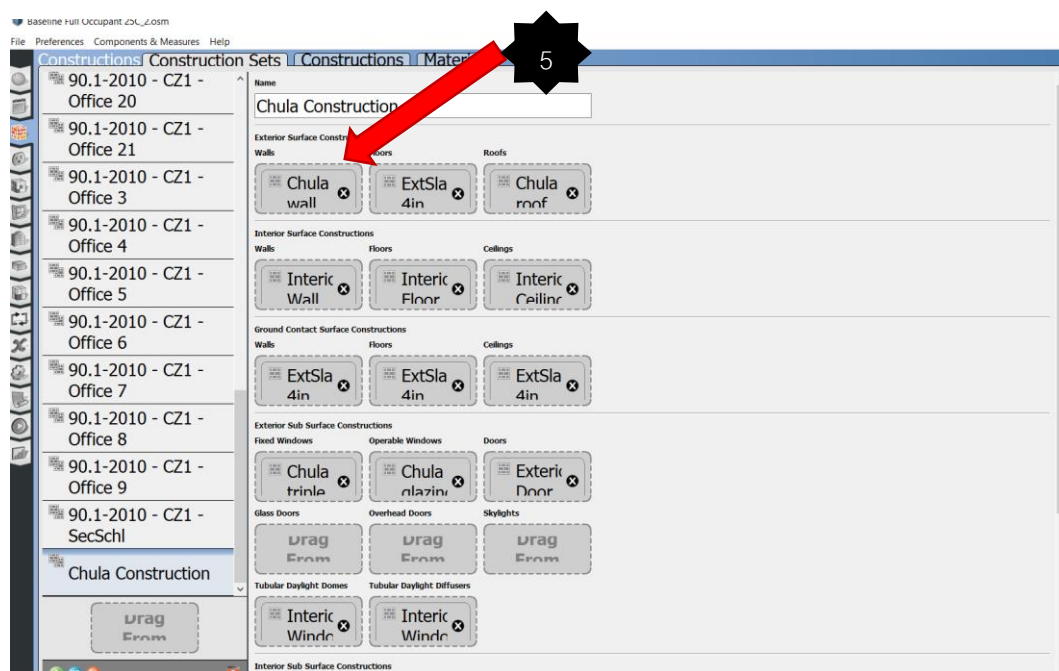 Baseline Full Occupant 25C_2.osm
File Preferences Components & Measures Help
Constructions Construction Sets Constructions Mater
5
90.1-2010 - CZ1 -
Office 20
90.1-2010 - CZ1 -
Office 21
90.1-2010 - CZ1 -
Office 3
90.1-2010 - CZ1 -
Office 4
90.1-2010 - CZ1 -
Office 5
90.1-2010 - CZ1 -
Office 6
90.1-2010 - CZ1 -
Office 7
90.1-2010 - CZ1 -
Office 8
90.1-2010 - CZ1 -
Office 9
90.1-2010 - CZ1 -
SecSchl
Chula Construction
Drag
From
Name
Chula Construction
Exterior Surface Constru
Walls oors Roofs
Chula ExtSla Chula
wall 4in roof
Interior Surface Constructions
Walls Floors Ceilings
Interic Interic Interic
Wall Floor Ceilinc
Ground Contact Surface Constructions
Walls Floors Ceilings
ExtSla ExtSla ExtSla
4in 4in 4in
Exterior Sub Surface Constructions
Fixed Windows Operable Windows Doors
Chula Chula Exteric
triple glazin Door
Glass Doors Overhead Doors Skylights
Drag Drag Drag
From From From
Tubular Daylight Domes Tubular Daylight Diffusers
Interic Interic
Windc Windc
Interior Sub Surface Constructions